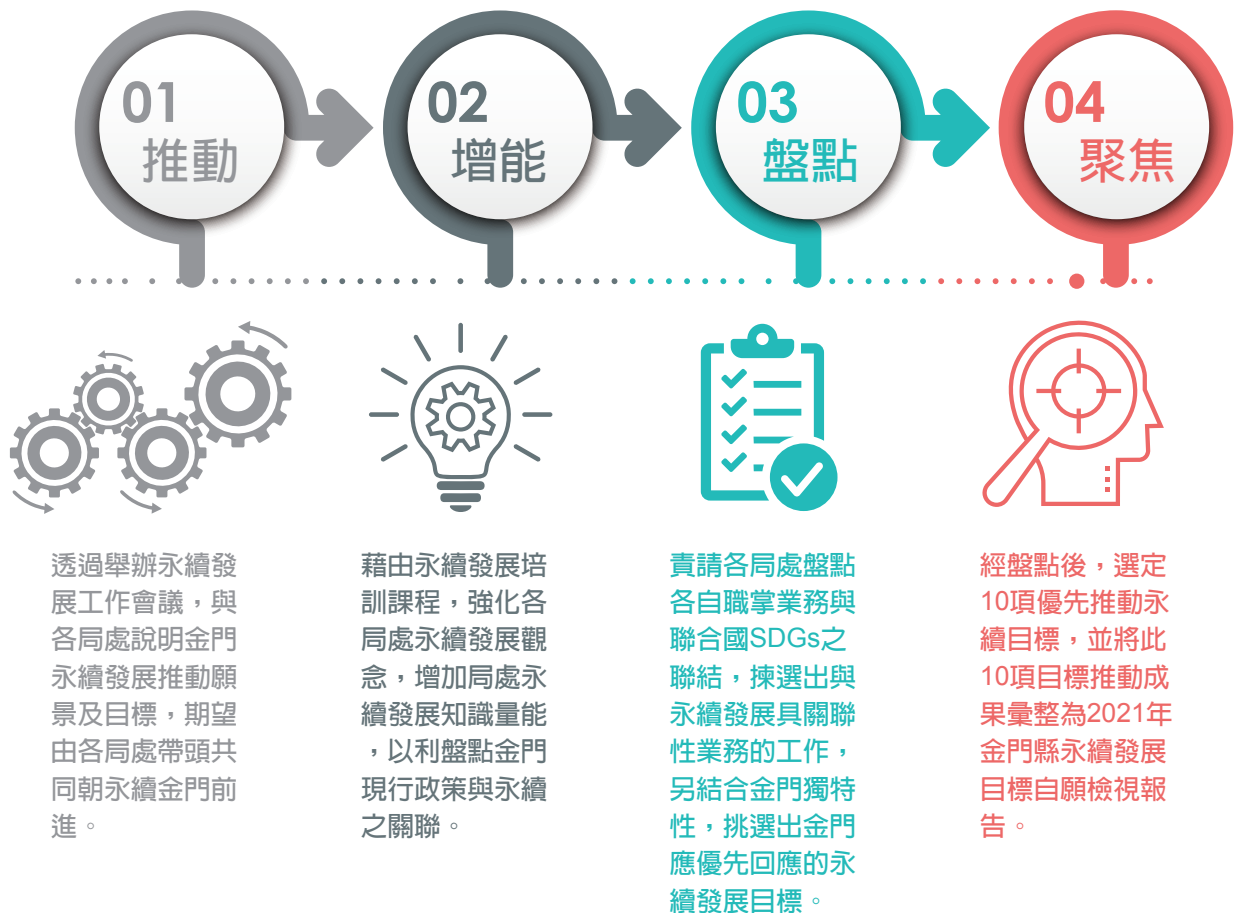 01
推動
02
增能
03
盤點
04
聚焦
透過舉辦永續發
展工作會議，與
各局處說明金門
永續發展推動願
景及目標，期望
由各局處帶頭共
同朝永續金門前
進。
藉由永續發展培
訓課程，強化各
局處永續發展觀
念，增加局處永
續發展知識量能
，以利盤點金門
現行政策與永續
之關聯。
責請各局處盤點
各自職掌業務與
聯合國SDGs之
聯結，揀選出與
永續發展具關聯
性業務的工作，
另結合金門獨特
性，挑選出金門
應優先回應的永
續發展目標。
經盤點後，選定
10項優先推動永
續目標，並將此
10項目標推動成
果彙整為2021年
金門縣永續發展
目標自願檢視報
告。